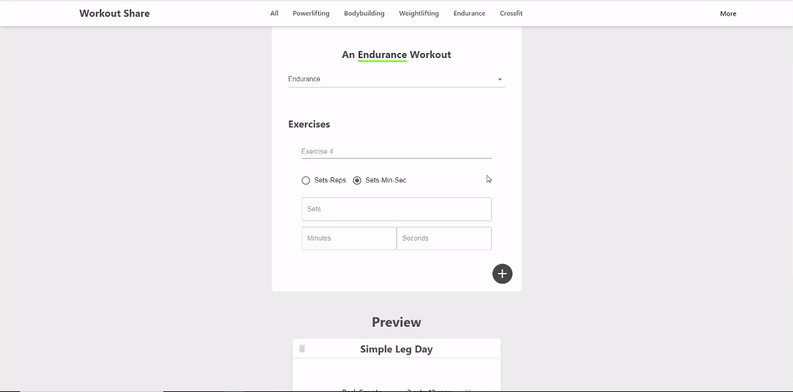 Workout Share All Powerlifting Bodybuilding Weightlifting Endurance Crossfit More
An Endurance Workout
Endurance
Exercises
Exercise 4
Sets-Reps Sets-Min-Sec
Sets
Minutes Seconds
Preview
Simple Leg Day